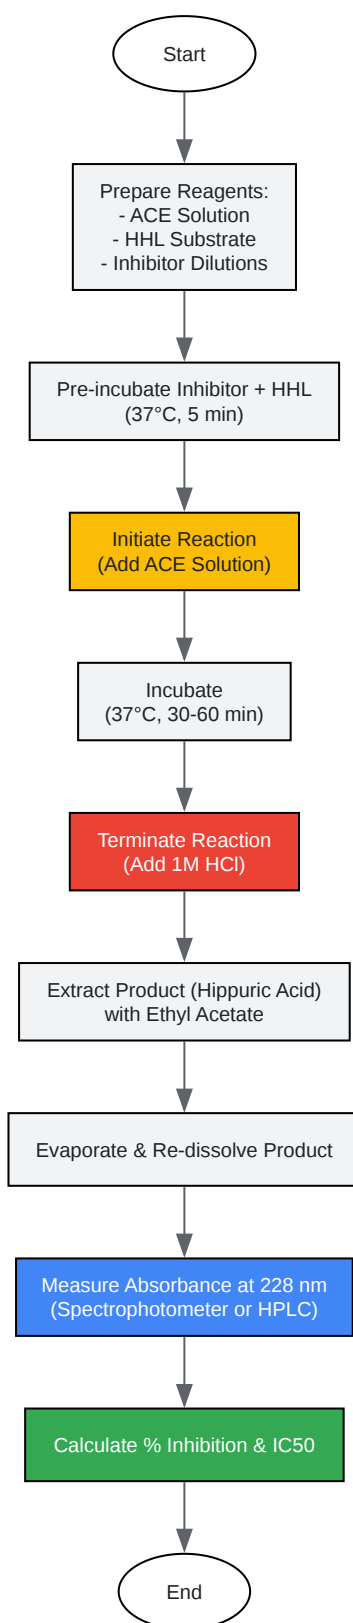 Start
Prepare Reagents:
- ACE Solution
- HHL Substrate
- Inhibitor Dilutions
Pre-incubate Inhibitor + HHL
(37°C, 5 min)
Initiate Reaction
(Add ACE Solution)
Incubate
(37°C, 30-60 min)
Terminate Reaction
(Add 1M HCl)
Extract Product (Hippuric Acid)
with Ethyl Acetate
Evaporate & Re-dissolve Product
Measure Absorbance at 228 nm
(Spectrophotometer or HPLC)
Calculate % Inhibition & IC50
End